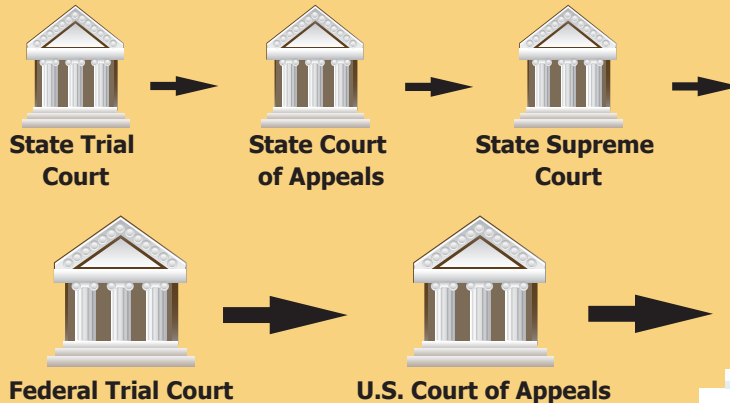 State Trial
Court
State Court
of Appeals
State Supreme
Court
Federal Trial Court
U.S. Court of Appeals